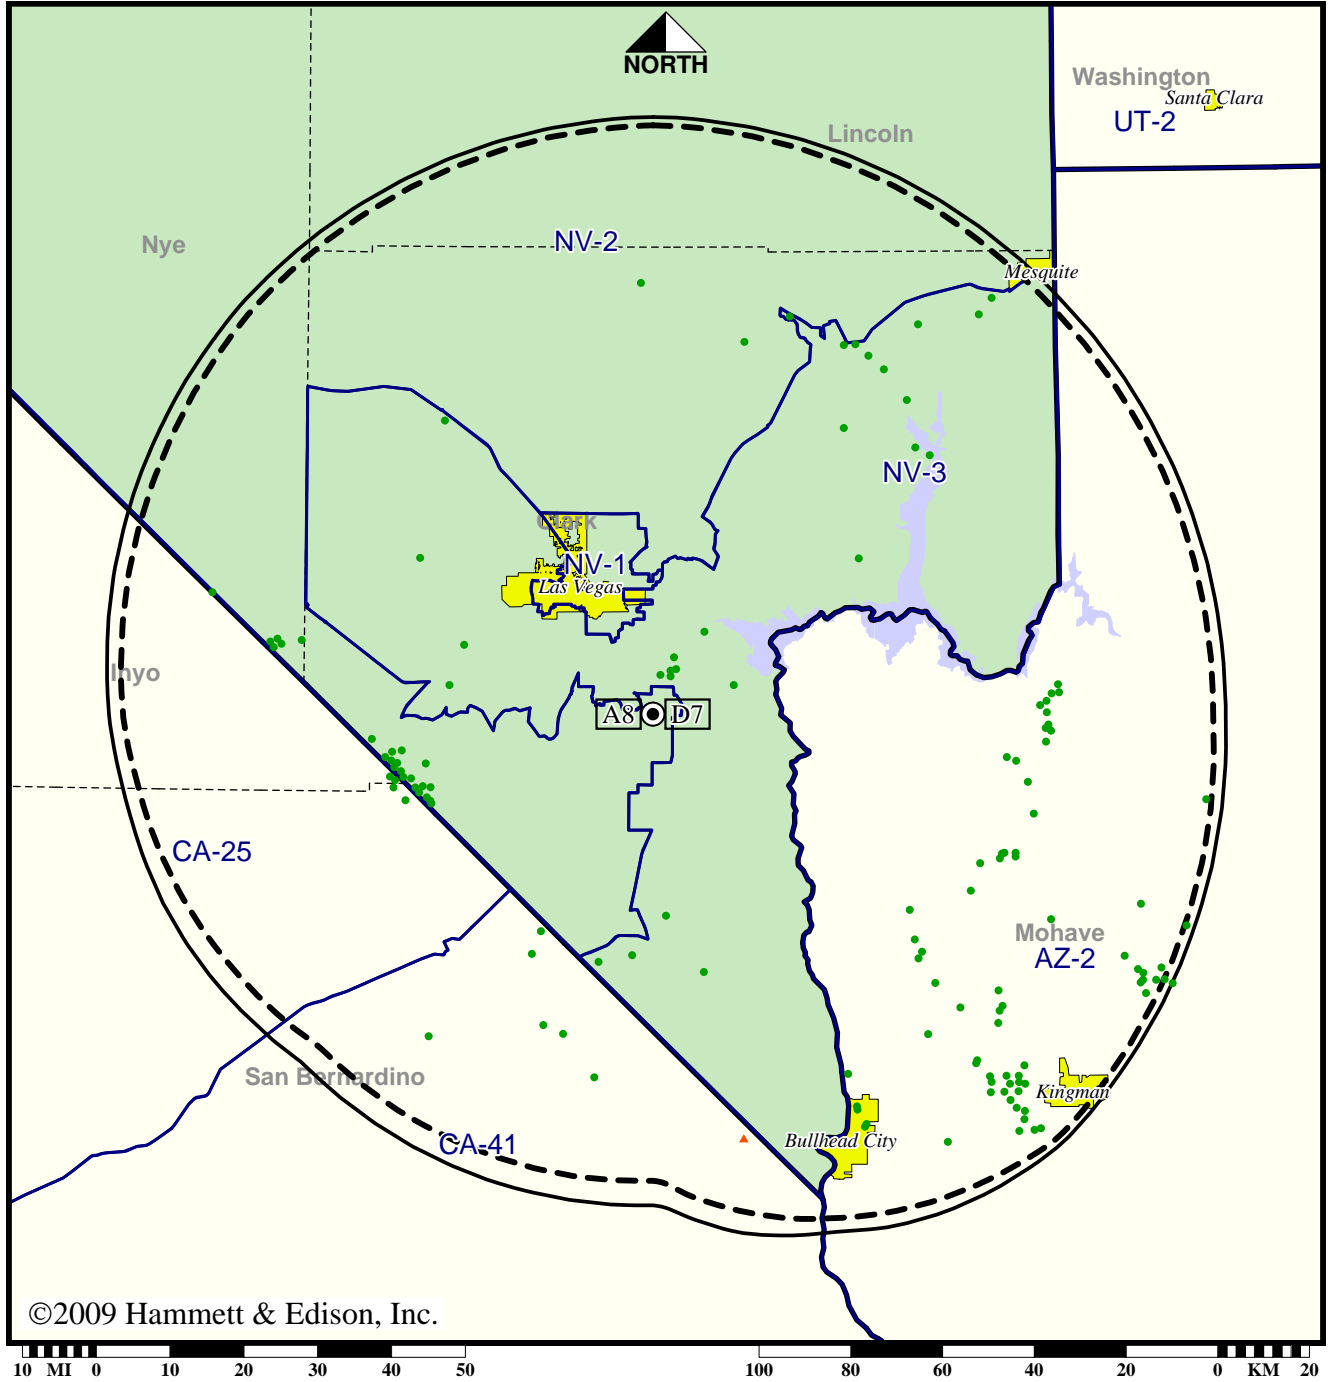 NORTH
Washington
Santa Clara
UT-2
Lincoln
Nye
NV-2
Mesquite
NV-3
Clark
NV-1
Las Vegas
Inyo
A8 D7
CA-25
Mohave
AZ-2
San Bernardino
Kingman
CA-41
Bullhead City
©2009 Hammett & Edison, Inc.
10 MI 0 10 20 30 40 50 100 80 60 40 20 0 KM 20